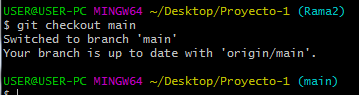 USER@USER-PC MINGW64 ~/Desktop/Proyecto-1 (Rama2)
$ git checkout main
Switched to branch 'main'
Your branch is up to date with 'origin/main'.
USER@USER-PC MINGW64 ~/Desktop/Proyecto-1 (main)
$